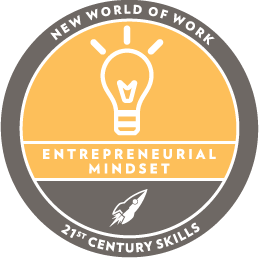 NEW WORLD OF WORK
ENTREPRENEURIAL
MINDSET
21ST CENTURY SKILLS